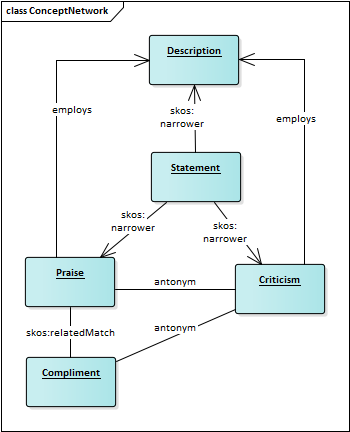 class ConceptNetwork
Description
employs
skos:
narrower
employs
Statement
skos:
narrower
skos:
narrower
Praise
antonym
Criticism
skos:relatedMatch
antonym
Compliment